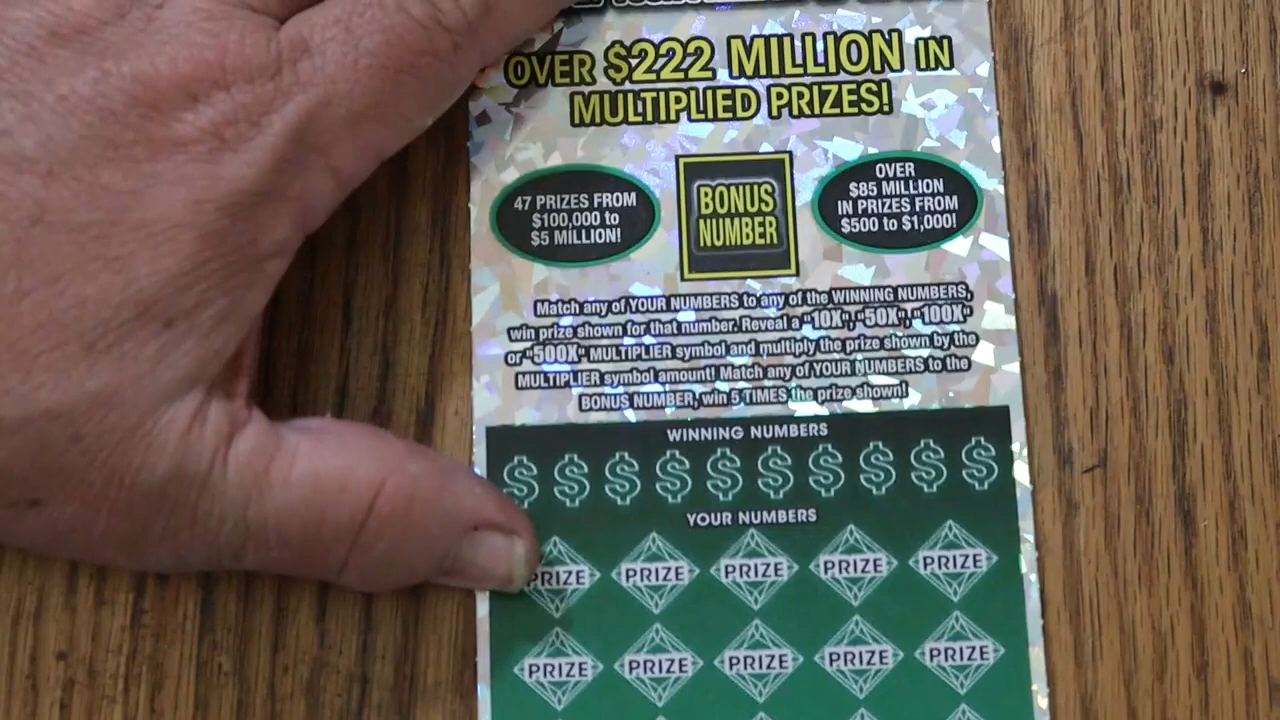 OVER $222 MILLION IN
MULTIPLIED PRIZES!
47 PRIZES FROM
$100,000 to
$5 MILLION!
BONUS
NUMBER
OVER
$85 MILLION
IN PRIZES FROM
$500 to $1,000!
Match any of YOUR NUMBERS to any of the WINNING NUMBERS,
win prize shown for that number. Reveal a "10X", "50X", "100X"
or "500X" MULTIPLIER symbol and multiply the prize shown by the
MULTIPLIER symbol amount! Match any of YOUR NUMBERS to the
BONUS NUMBER, win 5 TIMES the prize shown!
WINNING NUMBERS
$ $ $ $ $ $ $ $ $ $
YOUR NUMBERS
PRIZE PRIZE PRIZE PRIZE PRIZE
PRIZE PRIZE PRIZE PRIZE PRIZE